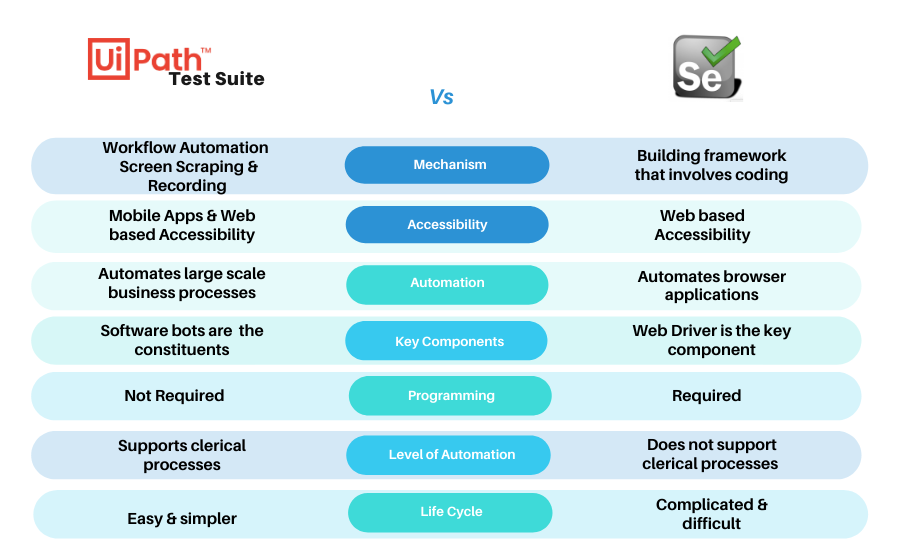 UiPath™
Test Suite
Vs
Se
Workflow Automation
Screen Scraping &
Recording
Mechanism
Building framework
that involves coding
Mobile Apps & Web
based Accessibility
Accessibility
Web based
Accessibility
Automates large scale
business processes
Automation
Automates browser
applications
Software bots are  the
constituents
Key Components
Web Driver is the key
component
Not Required
Programming
Required
Supports clerical
processes
Level of Automation
Does not support
clerical processes
Easy & simpler
Life Cycle
Complicated &
difficult